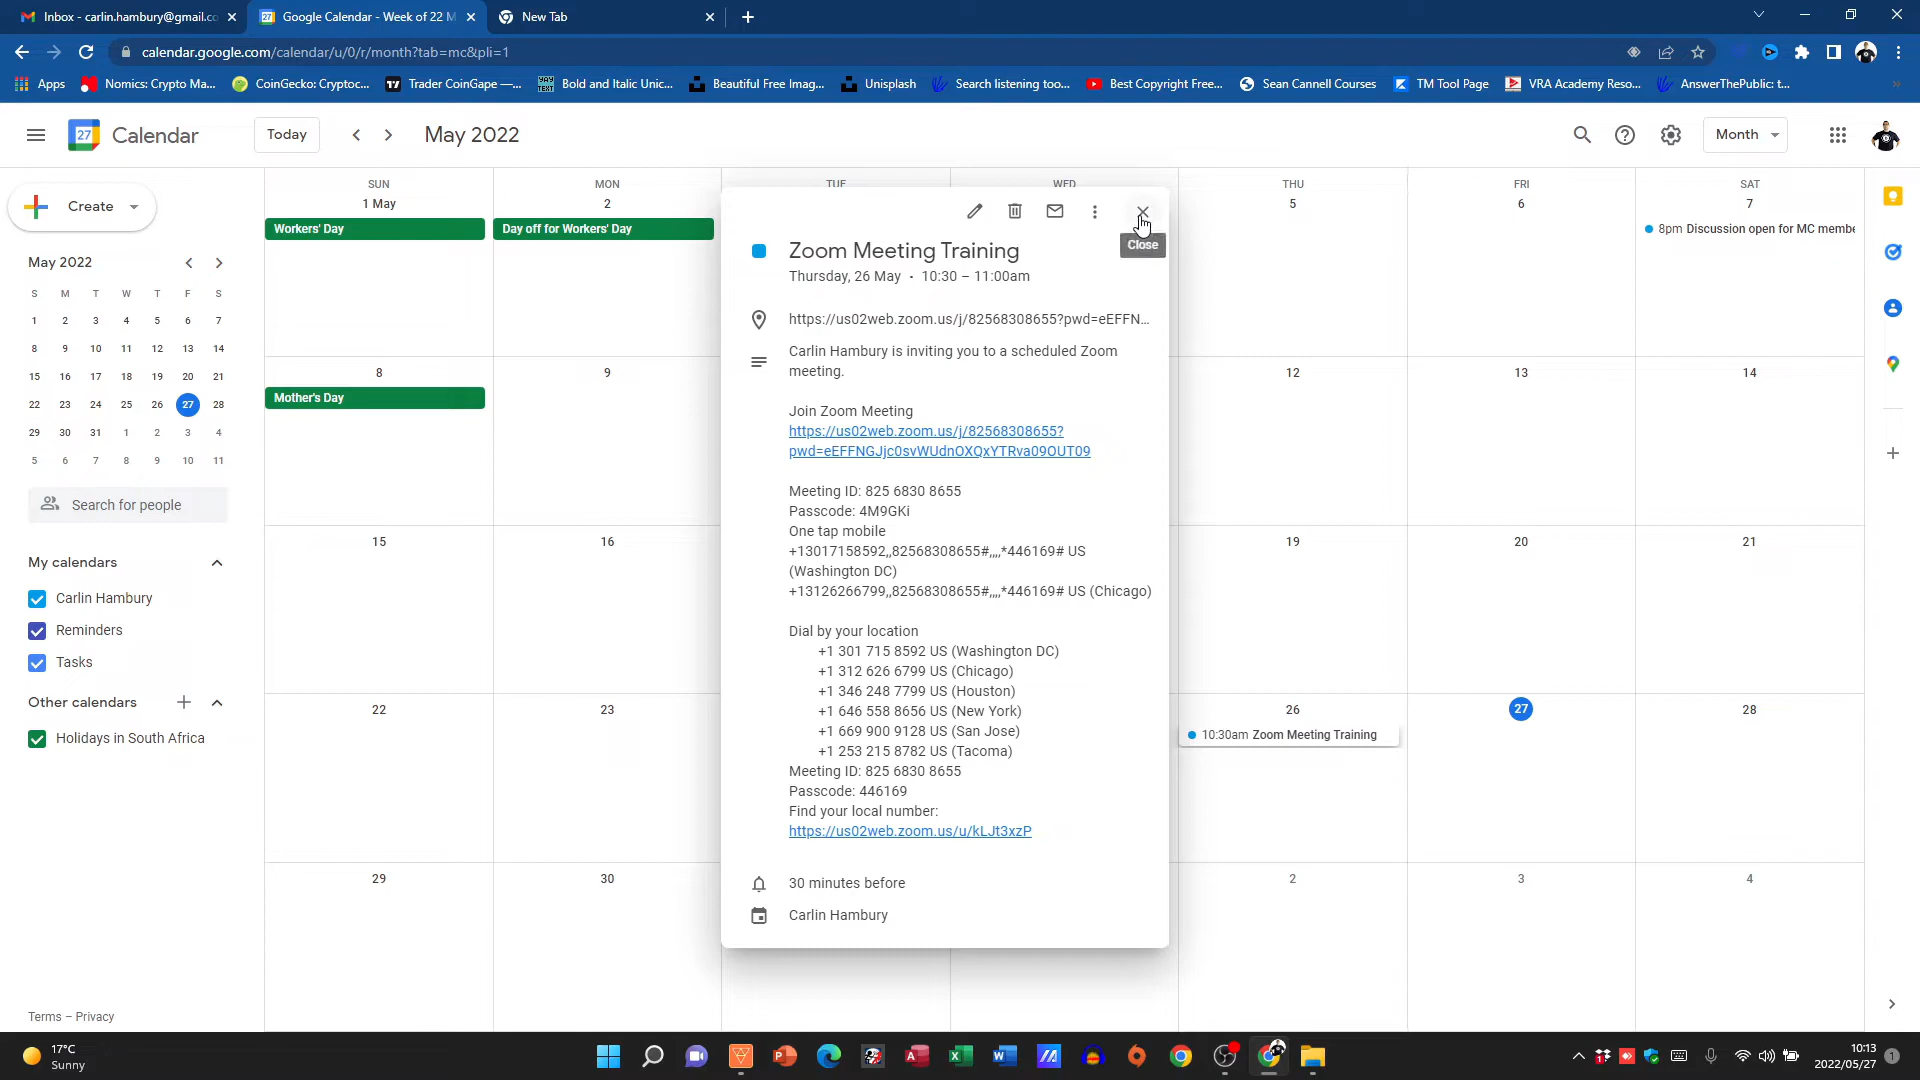 Inbox - carlin.hambury@gmail.co
Google Calendar - Week of 22 M
New Tab
calendar.google.com/calendar/u/0/r/month?tab=mc&pli=1
Apps
Nomics: Crypto Ma...
CoinGecko: Cryptoc...
Trader CoinGape —...
Bold and Italic Unic...
Beautiful Free Imag...
Unisplash
Search listening too...
Best Copyright Free...
Sean Cannell Courses
TM Tool Page
VRA Academy Reso...
AnswerThePublic: t...
27
Calendar
Today
May 2022
Month
Create
May 2022
S M T W T F S
1 2 3 4 5 6 7
8 9 10 11 12 13 14
15 16 17 18 19 20 21
22 23 24 25 26 27 28
29 30 31 1 2 3 4
5 6 7 8 9 10 11
Search for people
My calendars
Carlin Hambury
Reminders
Tasks
Other calendars
Holidays in South Africa
Terms – Privacy
SUN MON TUE WED THU FRI SAT
1 May 2 5 6 7
Workers' Day
Day off for Workers' Day
8pm Discussion open for MC membe
8 9 12 13 14
Mother's Day
15 16 19 20 21
22 23 26 27 28
10:30am Zoom Meeting Training
29 30 2 3 4
Close
Zoom Meeting Training
Thursday, 26 May • 10:30 – 11:00am
https://us02web.zoom.us/j/82568308655?pwd=eEFFN...
Carlin Hambury is inviting you to a scheduled Zoom
meeting.
Join Zoom Meeting
https://us02web.zoom.us/j/82568308655?
pwd=eEFFNGJjc0svWUdnOXQxYTRva09OUT09
Meeting ID: 825 6830 8655
Passcode: 4M9GKi
One tap mobile
+13017158592,,82568308655#,,,,*446169# US
(Washington DC)
+13126266799,,82568308655#,,,,*446169# US (Chicago)
Dial by your location
+1 301 715 8592 US (Washington DC)
+1 312 626 6799 US (Chicago)
+1 346 248 7799 US (Houston)
+1 646 558 8656 US (New York)
+1 669 900 9128 US (San Jose)
+1 253 215 8782 US (Tacoma)
Meeting ID: 825 6830 8655
Passcode: 446169
Find your local number:
https://us02web.zoom.us/u/kLJt3xzP
30 minutes before
Carlin Hambury
17°C
Sunny
10:13
2022/05/27
1